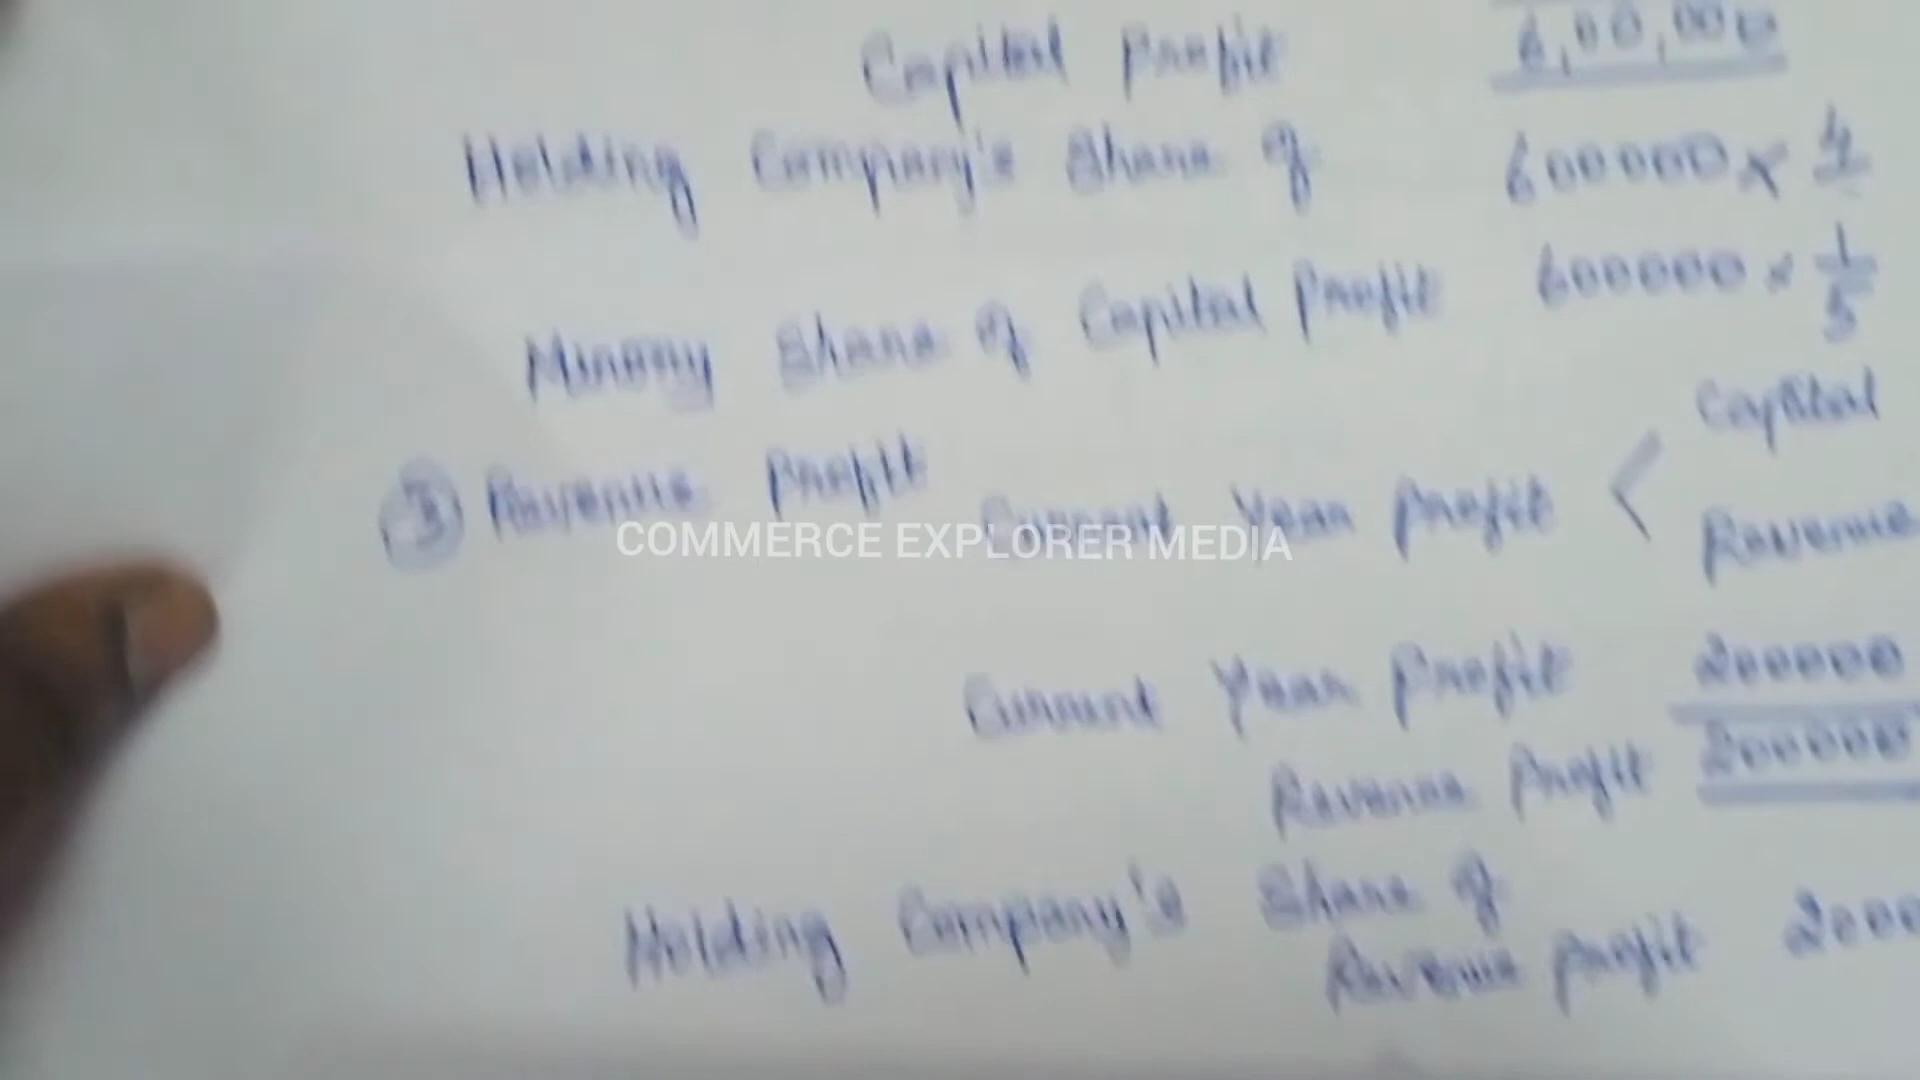 Capital Profit 6,00,000
Holding Company's Share of 600000 × 4
Minory Share of Capital Profit 600000 × 1/5
③ Revenue Profit
Current Year Profit < Capital
Revenue
COMMERCE EXPLORER MEDIA
Current Year Profit 200000
Revenue Profit 200000
Holding Company's Share of
Revenue Profit 2000